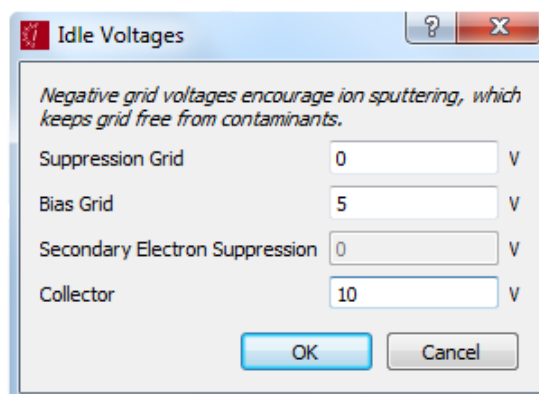 Idle Voltages
?
Negative grid voltages encourage ion sputtering, which
keeps grid free from contaminants.
Suppression Grid 0 V
Bias Grid 5 V
Secondary Electron Suppression 0 V
Collector 10 V
OK Cancel